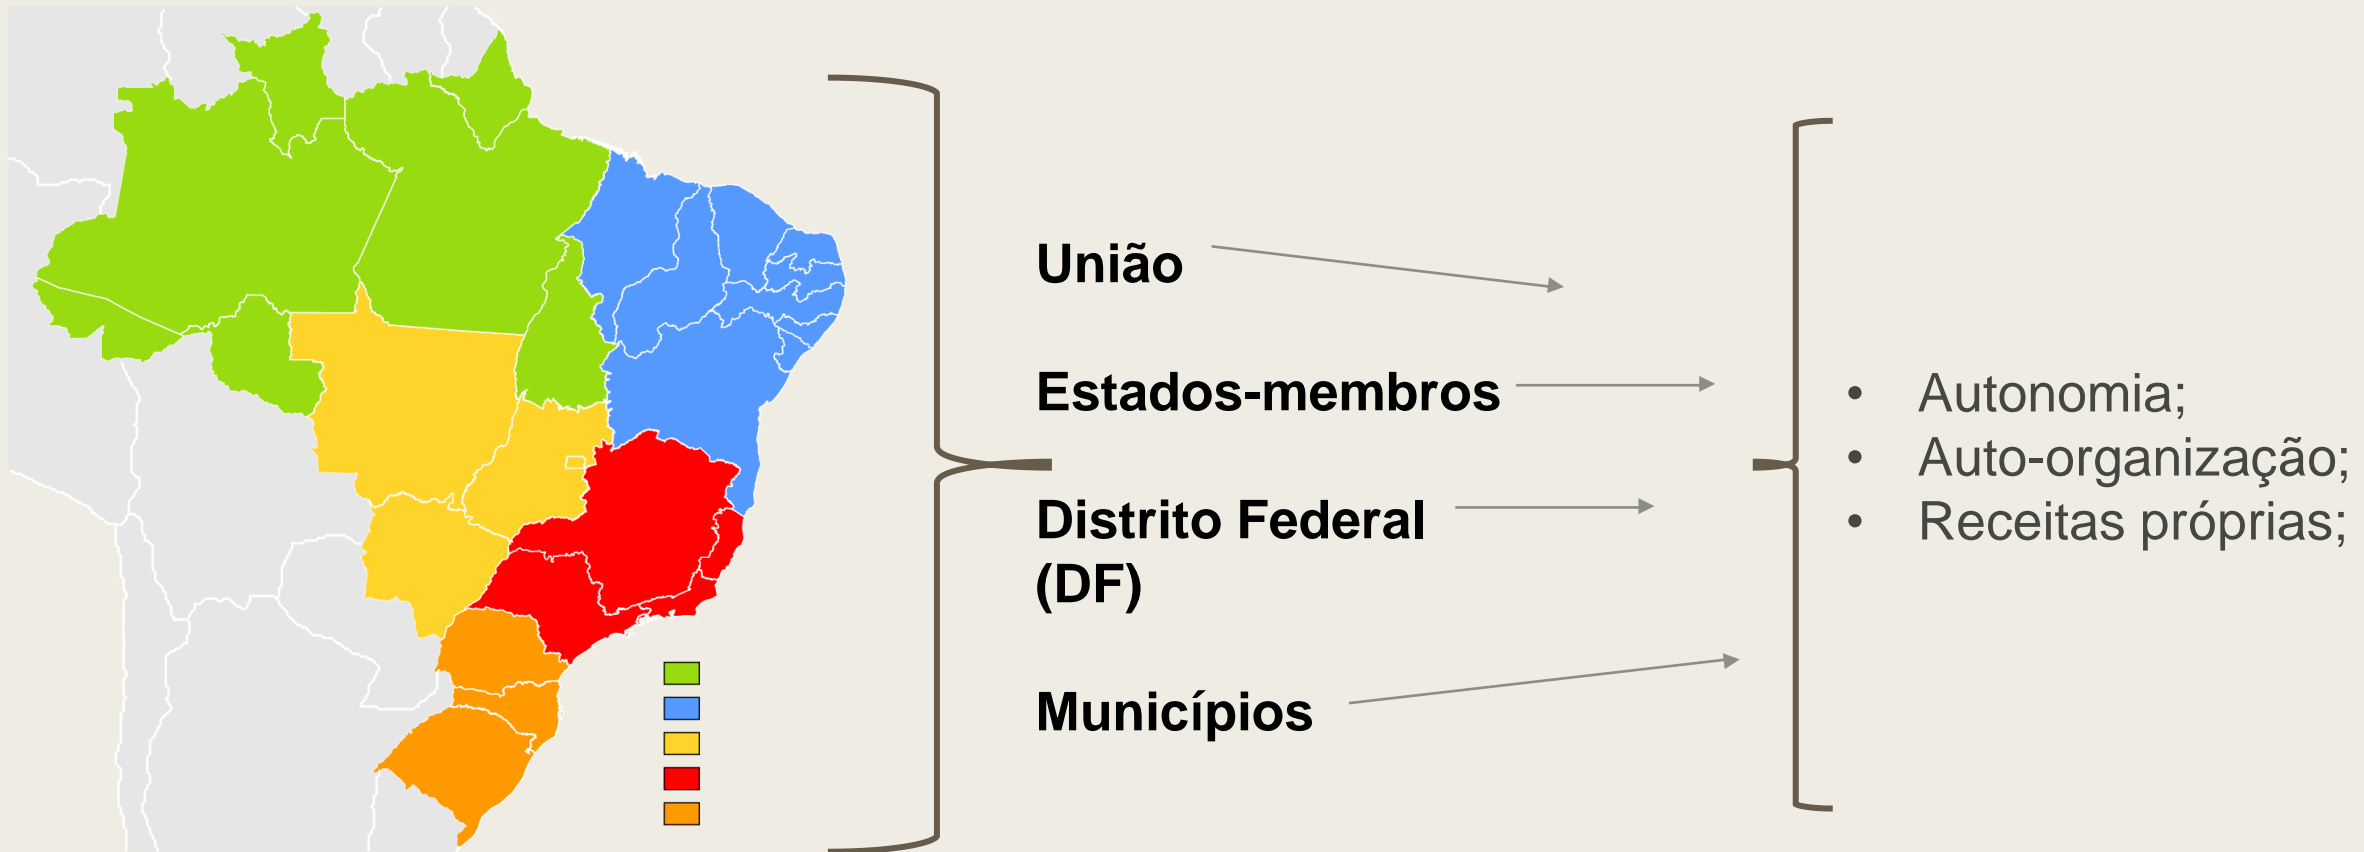 União
Estados-membros
Distrito Federal
(DF)
Municípios
• Autonomia;
• Auto-organização;
• Receitas próprias;